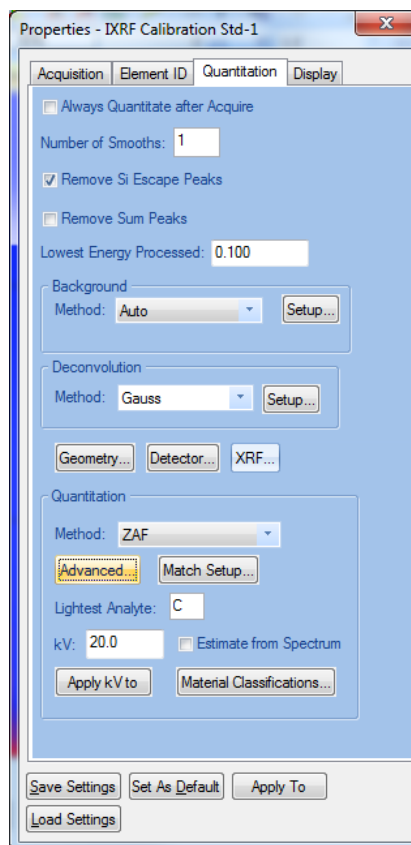 Properties - IXRF Calibration Std-1
Acquisition Element ID Quantitation Display
Always Quantitate after Acquire
Number of Smooths: 1
Remove Si Escape Peaks
Remove Sum Peaks
Lowest Energy Processed: 0.100
Background
Method: Auto Setup...
Deconvolution
Method: Gauss Setup...
Geometry... Detector... XRF...
Quantitation
Method: ZAF
Advanced... Match Setup...
Lightest Analyte: C
kV: 20.0 Estimate from Spectrum
Apply kV to Material Classifications...
Save Settings Set As Default Apply To
Load Settings